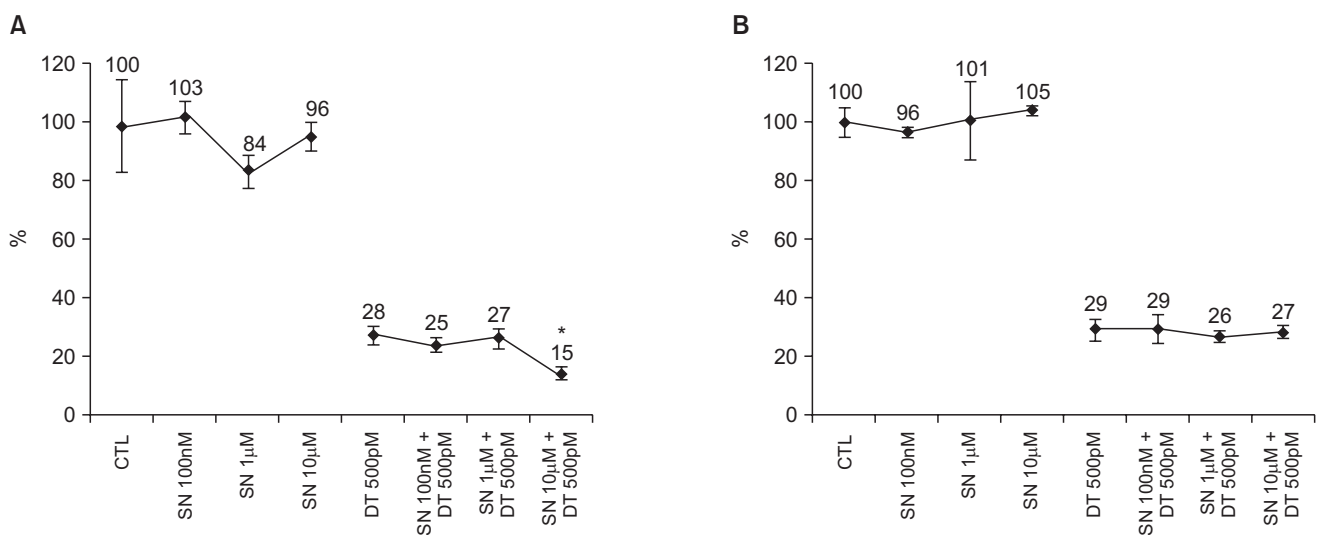 A
120
100
80
60
40
20
0
%
100
103
84
96
28
25
27
*
15
CTL
SN 100nM
SN 1µM
SN 10µM
DT 500pM
SN 100nM +
DT 500pM
SN 1µM +
DT 500pM
SN 10µM +
DT 500pM
B
120
100
80
60
40
20
0
%
100
96
101
105
29
29
26
27
CTL
SN 100nM
SN 1µM
SN 10µM
DT 500pM
SN 100nM +
DT 500pM
SN 1µM +
DT 500pM
SN 10µM +
DT 500pM